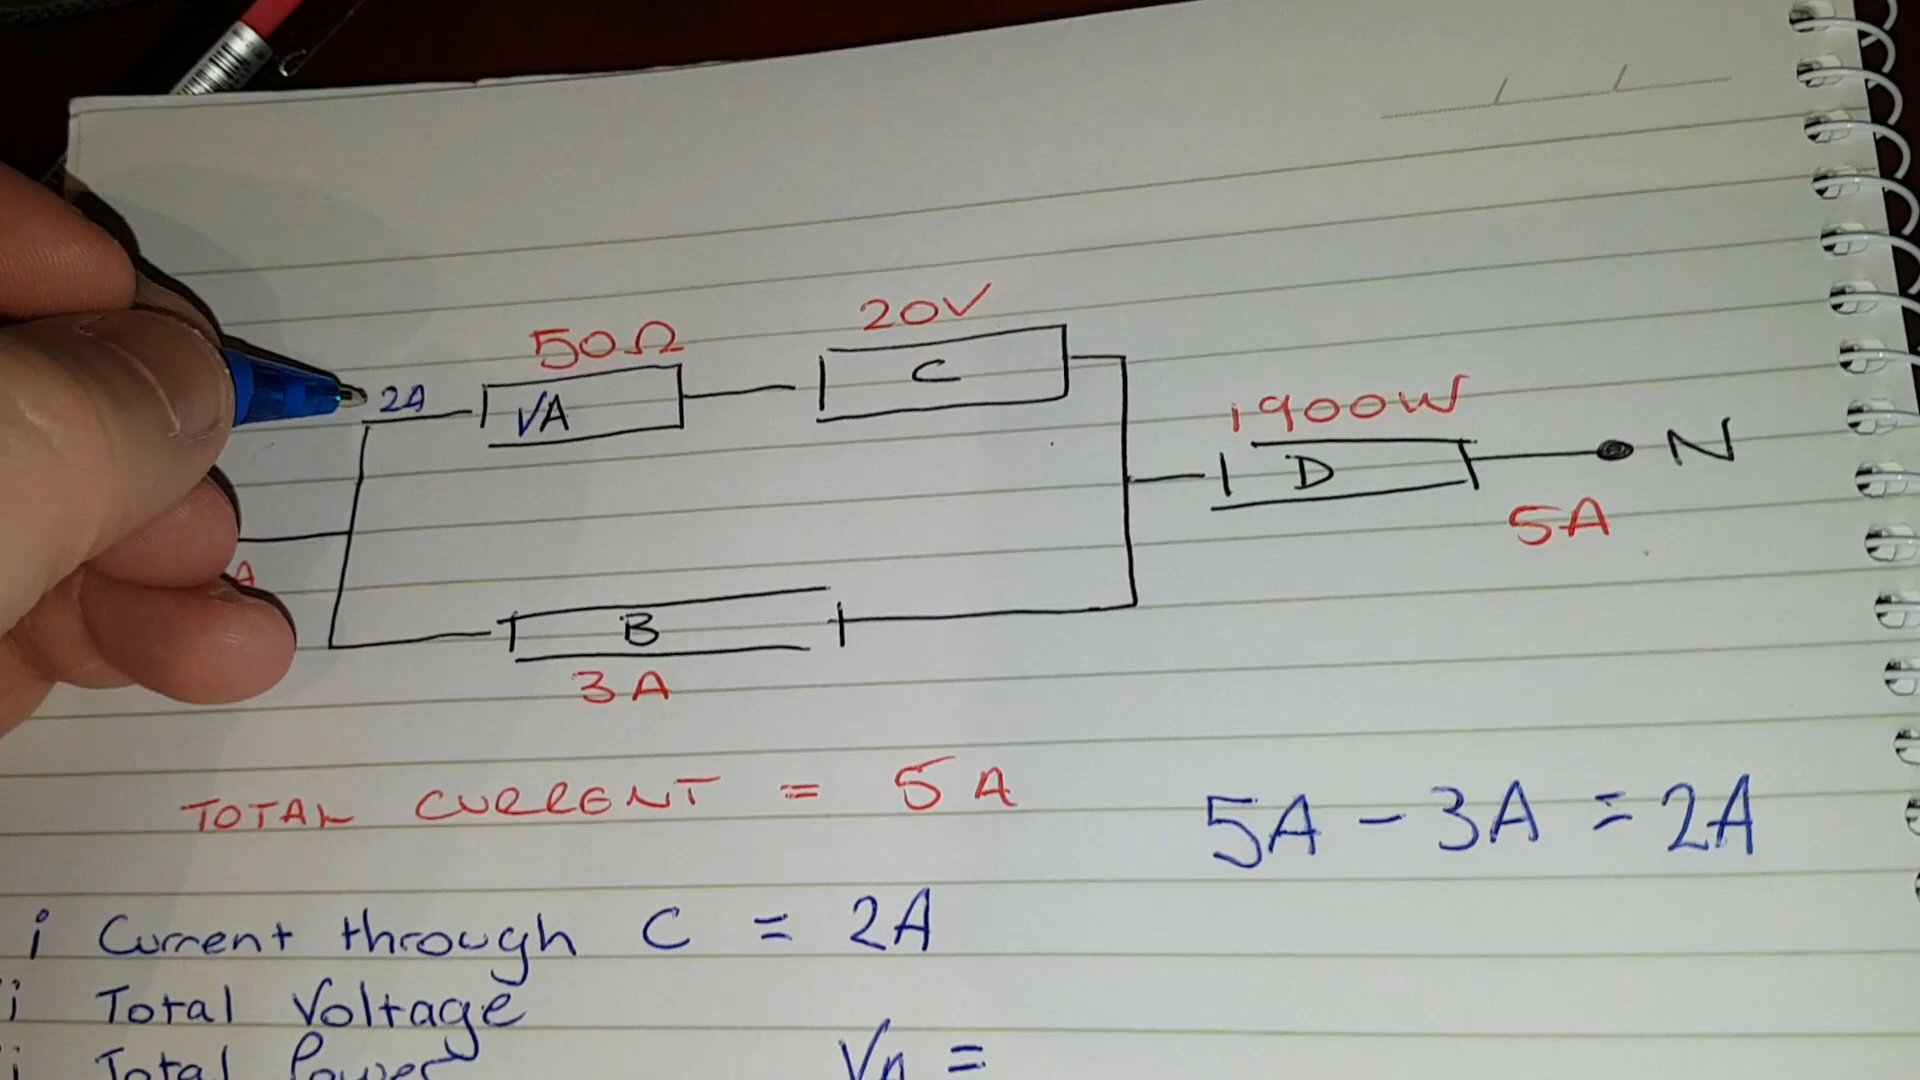 50Ω
20V
2A
VA
C
1900W
D
N
5A
A
B
3A
TOTAL CURRENT = 5A
5A - 3A = 2A
i Current through C = 2A
Total Voltage
Total Power